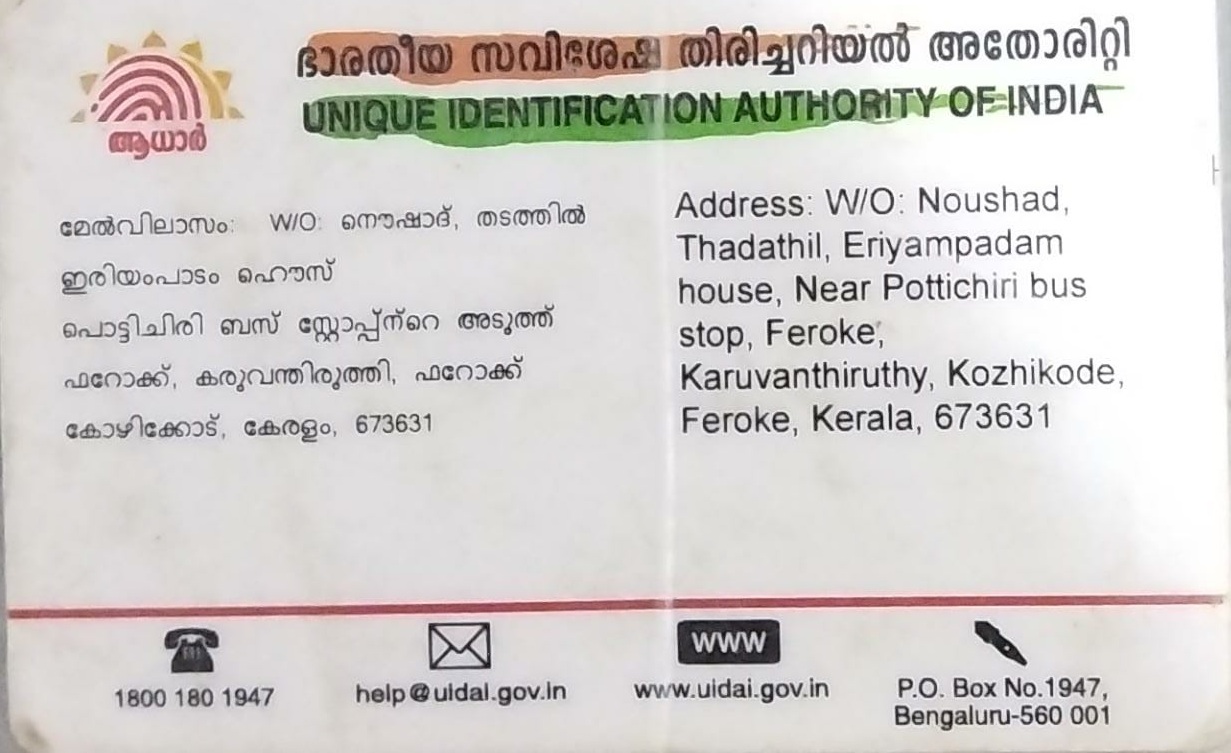 ഭാരതീയ സവിശേഷ തിരിച്ചറിയൽ അതോരിറ്റി
UNIQUE IDENTIFICATION AUTHORITY OF INDIA
ആധാർ
മേൽവിലാസം: W/O: നൌഷാദ്, തടത്തിൽ
ഇരിയംപാടം ഹൌസ്
പൊട്ടിചിരി ബസ് സ്റ്റോപ്പ്ന്റെ അടുത്ത്
ഫറോക്ക്, കരുവന്തിരുത്തി, ഫറോക്ക്
കോഴിക്കോട്, കേരളം, 673631
Address: W/O: Noushad,
Thadathil, Eriyampadam
house, Near Pottichiri bus
stop, Feroke,
Karuvanthiruthy, Kozhikode,
Feroke, Kerala, 673631
1800 180 1947
help@uidai.gov.in
WWW
www.uidai.gov.in
P.O. Box No.1947,
Bengaluru-560 001